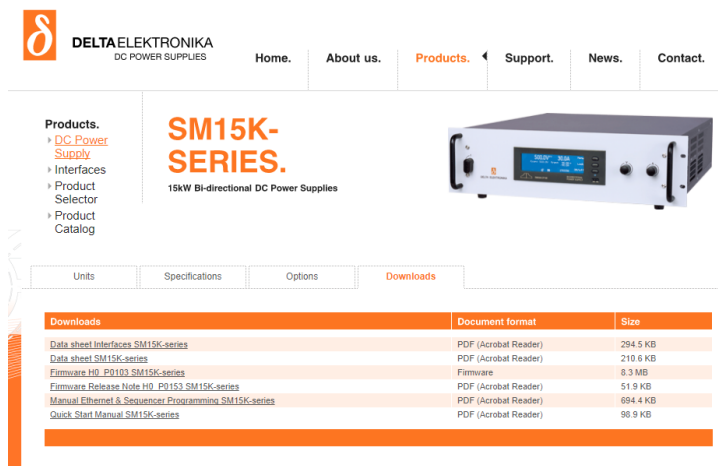 δ
DELTA ELEKTRONIKA
DC POWER SUPPLIES
Home. About us. Products. Support. News. Contact.
Products.
DC Power
Supply
Interfaces
Product
Selector
Product
Catalog
SM15K-
SERIES.
15kW Bi-directional DC Power Supplies
Units Specifications Options Downloads
Downloads Document format Size
Data sheet Interfaces SM15K-series PDF (Acrobat Reader) 294.5 KB
Data sheet SM15K-series PDF (Acrobat Reader) 210.6 KB
Firmware H0_P0103 SM15K-series Firmware 8.3 MB
Firmware Release Note H0_P0153 SM15K-series PDF (Acrobat Reader) 51.9 KB
Manual Ethernet & Sequencer Programming SM15K-series PDF (Acrobat Reader) 694.4 KB
Quick Start Manual SM15K-series PDF (Acrobat Reader) 98.9 KB